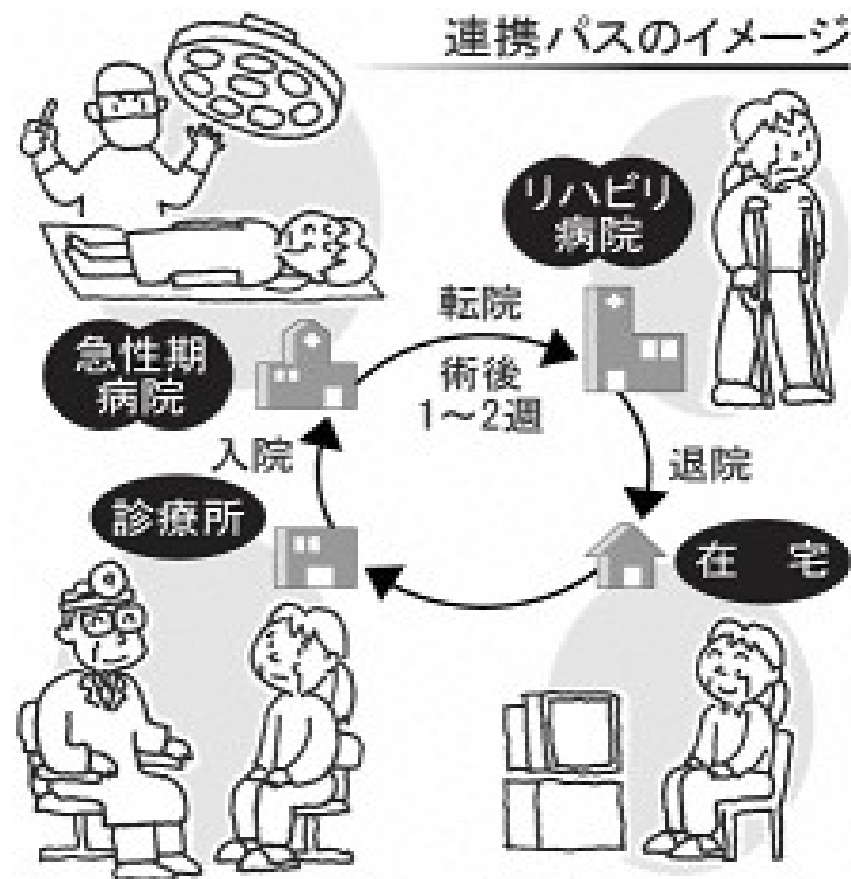 連携パスのイメージ
リハビリ
病院
転院
術後
1〜2週
急性期
病院
入院
退院
診療所
在 宅